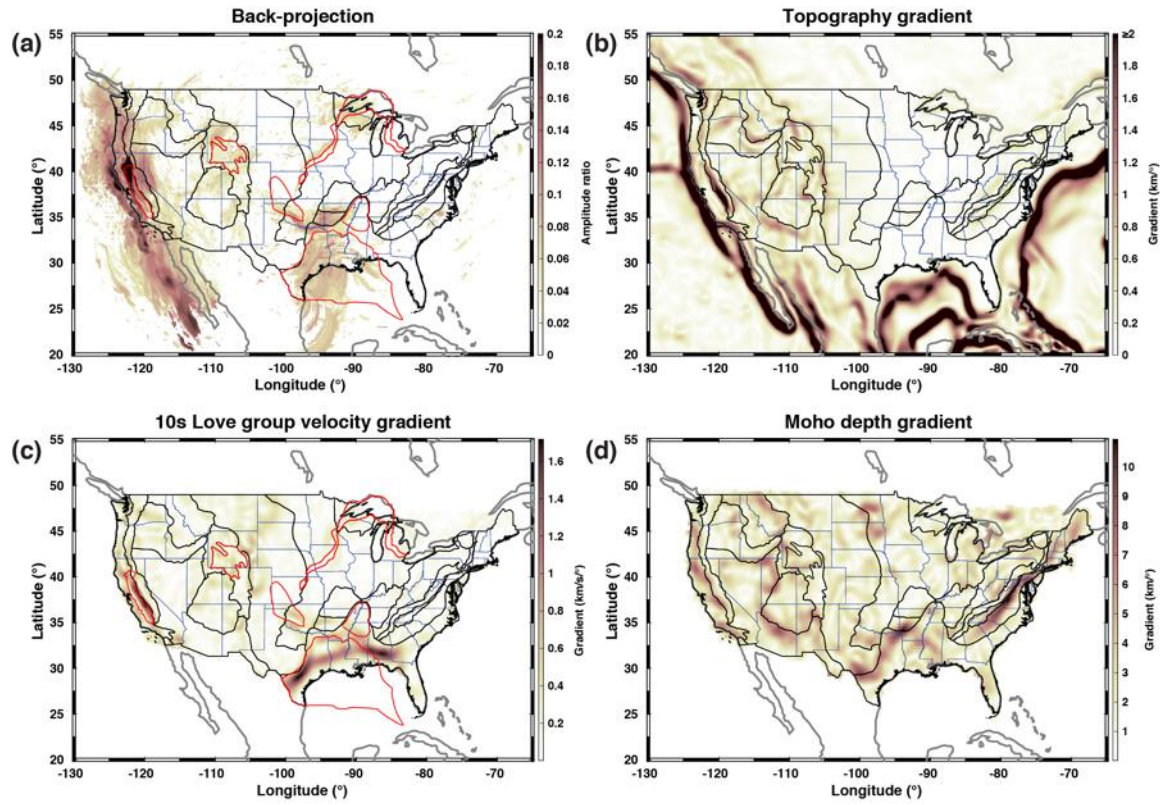 Back-projection
(a)
55
50
45
40
35
30
25
20
Latitude (°)
-130 -120 -110 -100 -90 -80 -70
Longitude (°)
0.2
0.18
0.16
0.14
0.12
0.10
0.08
0.06
0.04
0.02
0
Amplitude ratio
Topography gradient
(b)
55
50
45
40
35
30
25
20
Latitude (°)
-130 -120 -110 -100 -90 -80 -70
Longitude (°)
≥2
1.6
1.4
1.2
1
0.8
0.6
0.4
0.2
0
Gradient (km/°)
10s Love group velocity gradient
(c)
55
50
45
40
35
30
25
20
Latitude (°)
-130 -120 -110 -100 -90 -80 -70
Longitude (°)
1.6
1.4
1.2
1
0.8
0.6
0.4
0.2
Gradient (km/s/°)
Moho depth gradient
(d)
55
50
45
40
35
30
25
20
Latitude (°)
-130 -120 -110 -100 -90 -80 -70
Longitude (°)
10
9
8
7
6
5
4
3
2
1
Gradient (km/°)